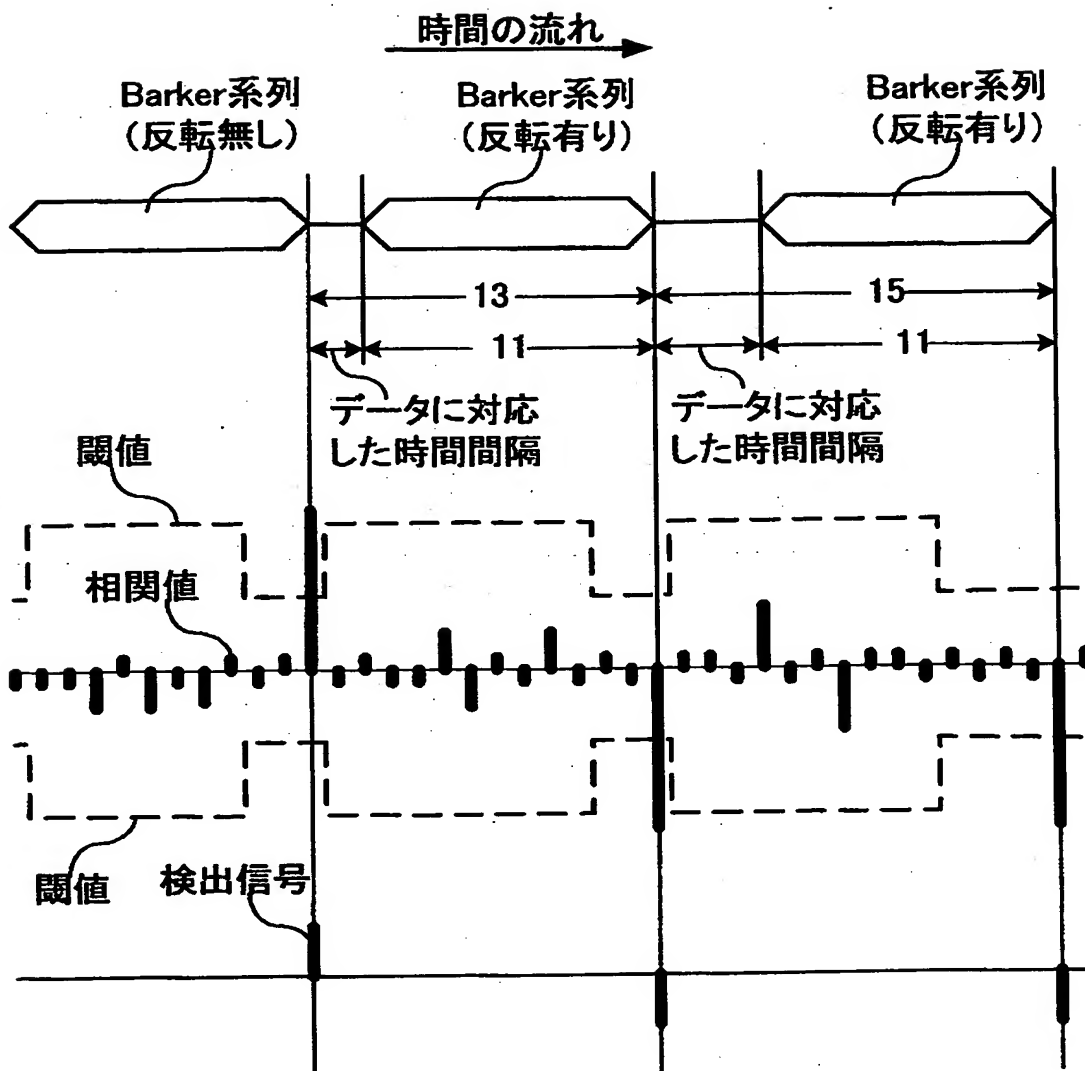 時間の流れ
Barker系列
（反転無し）
Barker系列
（反転有り）
Barker系列
（反転有り）
13
15
11
11
データに対応
した時間間隔
データに対応
した時間間隔
閾値
相関値
閾値
検出信号